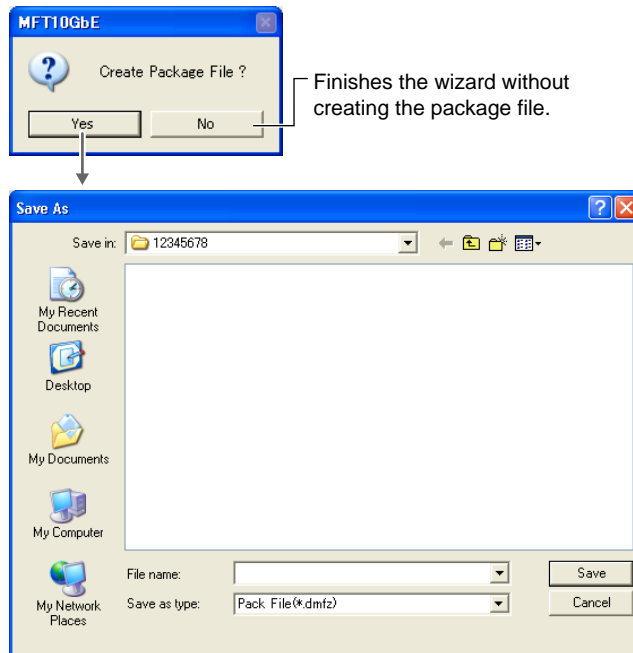 MFT10GbE
Create Package File ?
Yes
No
Finishes the wizard without
creating the package file.
Save As
Save in:
12345678
My Recent
Documents
Desktop
My Documents
My Computer
My Network
Places
File name:
Save
Save as type:
Pack File(*.dmfz)
Cancel